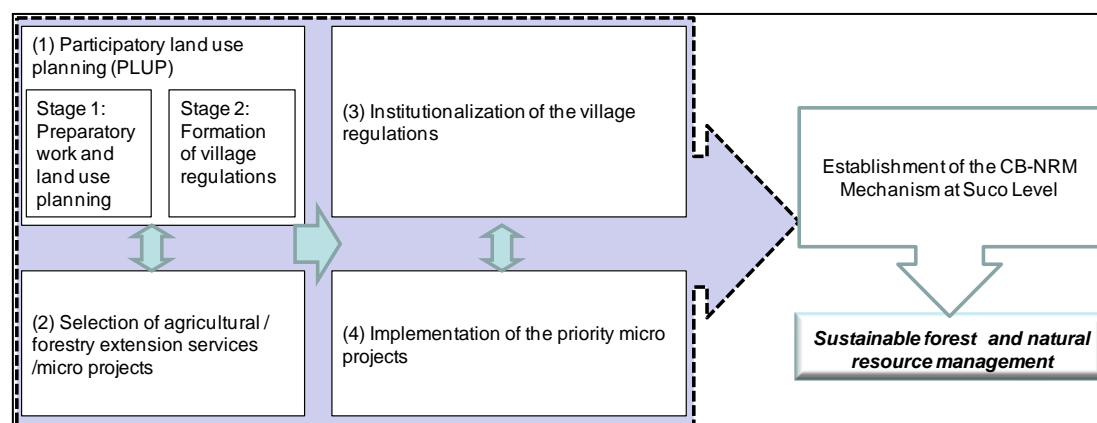 (1) Participatory land use
planning (PLUP)
Stage 1:
Preparatory
work and
land use
planning
Stage 2:
Formation
of village
regulations
(2) Selection of agricultural /
forestry extension services
/micro projects
(3) Institutionalization of the village
regulations
(4) Implementation of the priority micro
projects
Establishment of the CB-NRM
Mechanism at Suco Level
Sustainable forest and natural
resource management